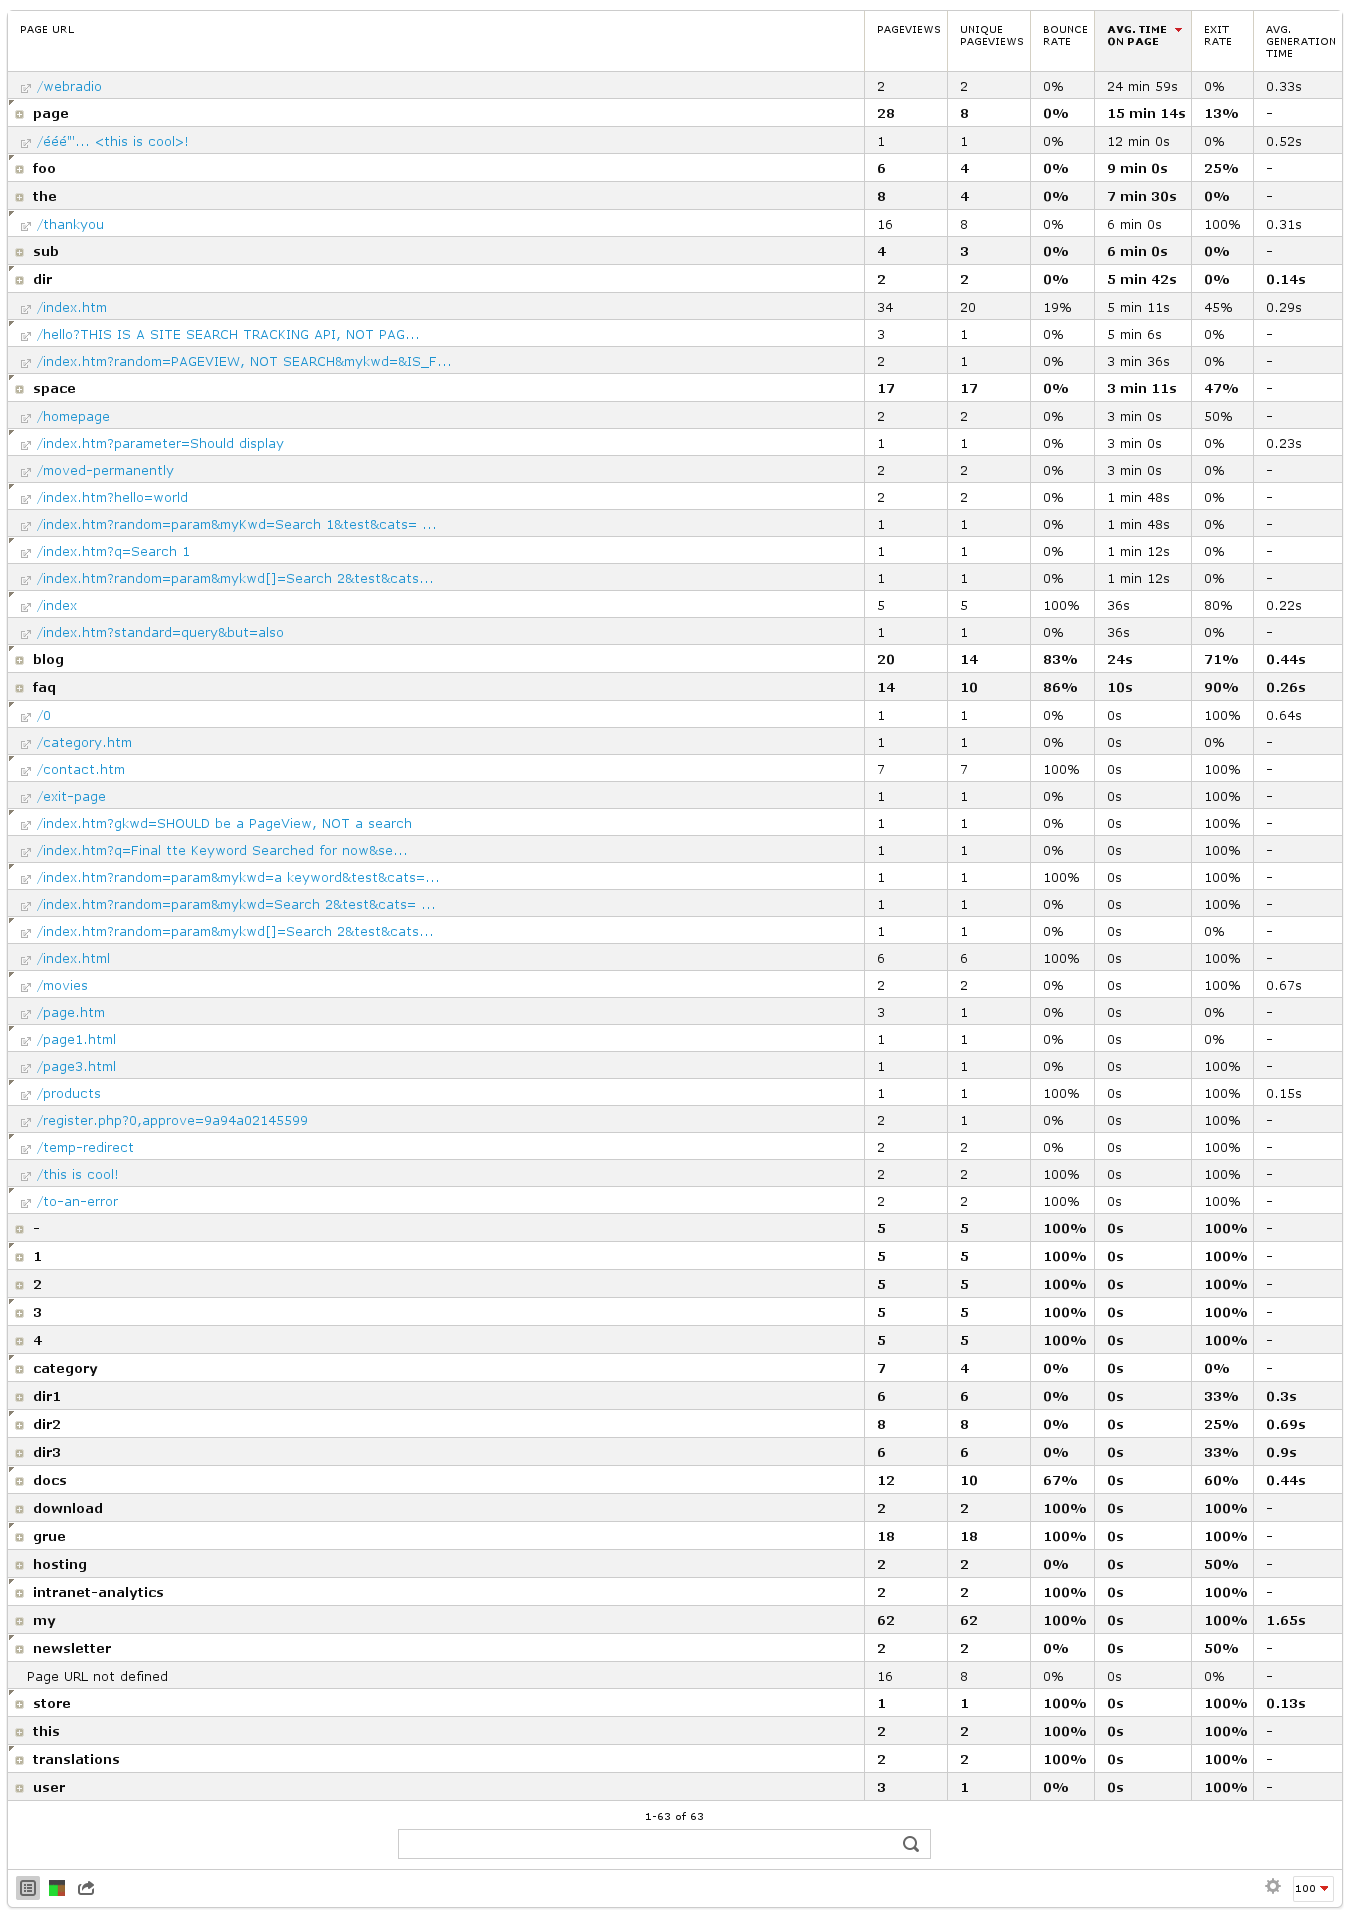 PAGE URL PAGEVIEWS UNIQUE PAGEVIEWS BOUNCE RATE AVG. TIME ON PAGE EXIT RATE AVG. GENERATION TIME
/webradio 2 2 0% 24 min 59s 0% 0.33s
page 28 8 0% 15 min 14s 13% -
/ééé"'... <this is cool>! 1 1 0% 12 min 0s 0% 0.52s
foo 6 4 0% 9 min 0s 25% -
the 8 4 0% 7 min 30s 0% -
/thankyou 16 8 0% 6 min 0s 100% 0.31s
sub 4 3 0% 6 min 0s 0% -
dir 2 2 0% 5 min 42s 0% 0.14s
/index.htm 34 20 19% 5 min 11s 45% 0.29s
/hello?THIS IS A SITE SEARCH TRACKING API, NOT PAG... 3 1 0% 5 min 6s 0% -
/index.htm?random=PAGEVIEW, NOT SEARCH&mykwd=&IS_F... 2 1 0% 3 min 36s 0% -
space 17 17 0% 3 min 11s 47% -
/homepage 2 2 0% 3 min 0s 50% -
/index.htm?parameter=Should display 1 1 0% 3 min 0s 0% 0.23s
/moved-permanently 2 2 0% 3 min 0s 0% -
/index.htm?hello=world 2 2 0% 1 min 48s 0% -
/index.htm?random=param&myKwd=Search 1&test&cats= ... 1 1 0% 1 min 48s 0% -
/index.htm?q=Search 1 1 1 0% 1 min 12s 0% -
/index.htm?random=param&mykwd[]=Search 2&test&cats... 1 1 0% 1 min 12s 0% -
/index 5 5 100% 36s 80% 0.22s
/index.htm?standard=query&but=also 1 1 0% 36s 0% -
blog 20 14 83% 24s 71% 0.44s
faq 14 10 86% 10s 90% 0.26s
/0 1 1 0% 0s 100% 0.64s
/category.htm 1 1 0% 0s 0% -
/contact.htm 7 7 100% 0s 100% -
/exit-page 1 1 0% 0s 100% -
/index.htm?gkwd=SHOULD be a PageView, NOT a search 1 1 0% 0s 100% -
/index.htm?q=Final tte Keyword Searched for now&se... 1 1 0% 0s 100% -
/index.htm?random=param&mykwd=a keyword&test&cats=... 1 1 100% 0s 100% -
/index.htm?random=param&mykwd=Search 2&test&cats= ... 1 1 0% 0s 100% -
/index.htm?random=param&mykwd[]=Search 2&test&cats... 1 1 0% 0s 0% -
/index.html 6 6 100% 0s 100% -
/movies 2 2 0% 0s 100% 0.67s
/page.htm 3 1 0% 0s 0% -
/page1.html 1 1 0% 0s 0% -
/page3.html 1 1 0% 0s 100% -
/products 1 1 100% 0s 100% 0.15s
/register.php?0,approve=9a94a02145599 2 1 0% 0s 100% -
/temp-redirect 2 2 0% 0s 100% -
/this is cool! 2 2 100% 0s 100% -
/to-an-error 2 2 100% 0s 100% -
- 5 5 100% 0s 100% -
1 5 5 100% 0s 100% -
2 5 5 100% 0s 100% -
3 5 5 100% 0s 100% -
4 5 5 100% 0s 100% -
category 7 4 0% 0s 0% -
dir1 6 6 0% 0s 33% 0.3s
dir2 8 8 0% 0s 25% 0.69s
dir3 6 6 0% 0s 33% 0.9s
docs 12 10 67% 0s 60% 0.44s
download 2 2 100% 0s 100% -
grue 18 18 100% 0s 100% -
hosting 2 2 0% 0s 50% -
intranet-analytics 2 2 100% 0s 100% -
my 62 62 100% 0s 100% 1.65s
newsletter 2 2 0% 0s 50% -
Page URL not defined 16 8 0% 0s 0% -
store 1 1 100% 0s 100% 0.13s
this 2 2 100% 0s 100% -
translations 2 2 100% 0s 100% -
user 3 1 0% 0s 100% -
1-63 of 63
100